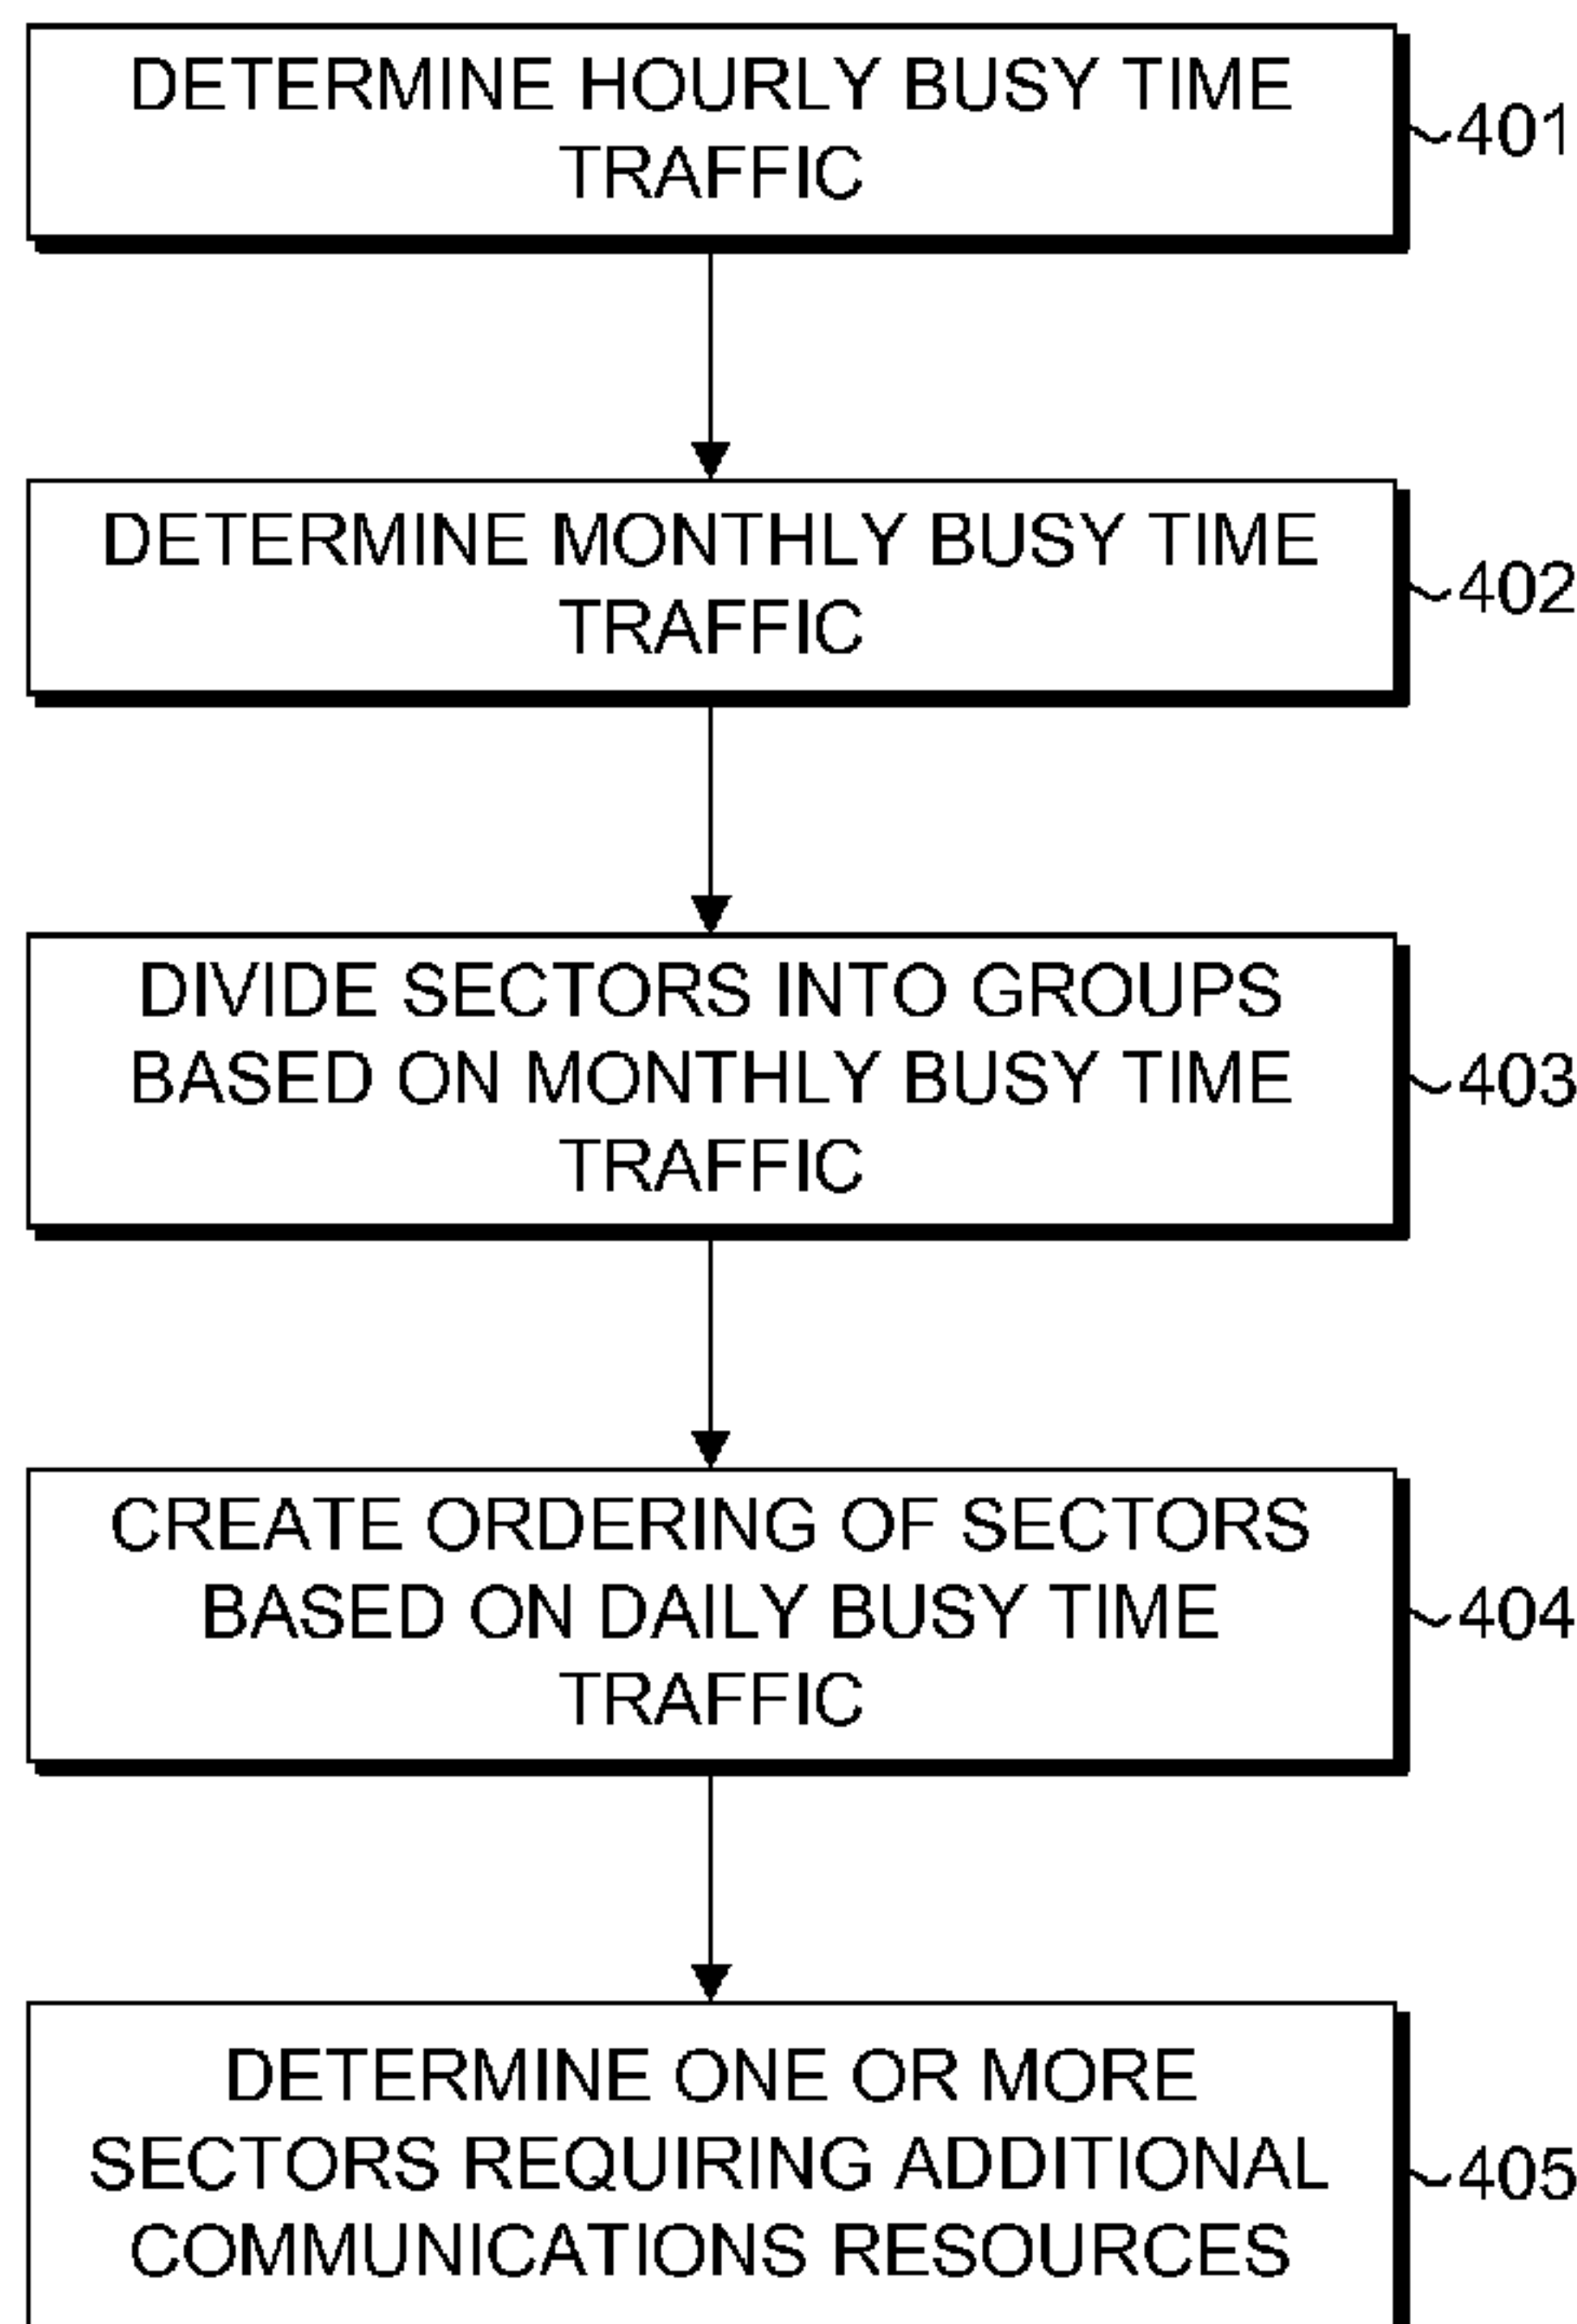 DETERMINE HOURLY BUSY TIME
TRAFFIC
401
DETERMINE MONTHLY BUSY TIME
TRAFFIC
402
DIVIDE SECTORS INTO GROUPS
BASED ON MONTHLY BUSY TIME
TRAFFIC
403
CREATE ORDERING OF SECTORS
BASED ON DAILY BUSY TIME
TRAFFIC
404
DETERMINE ONE OR MORE
SECTORS REQUIRING ADDITIONAL
COMMUNICATIONS RESOURCES
405